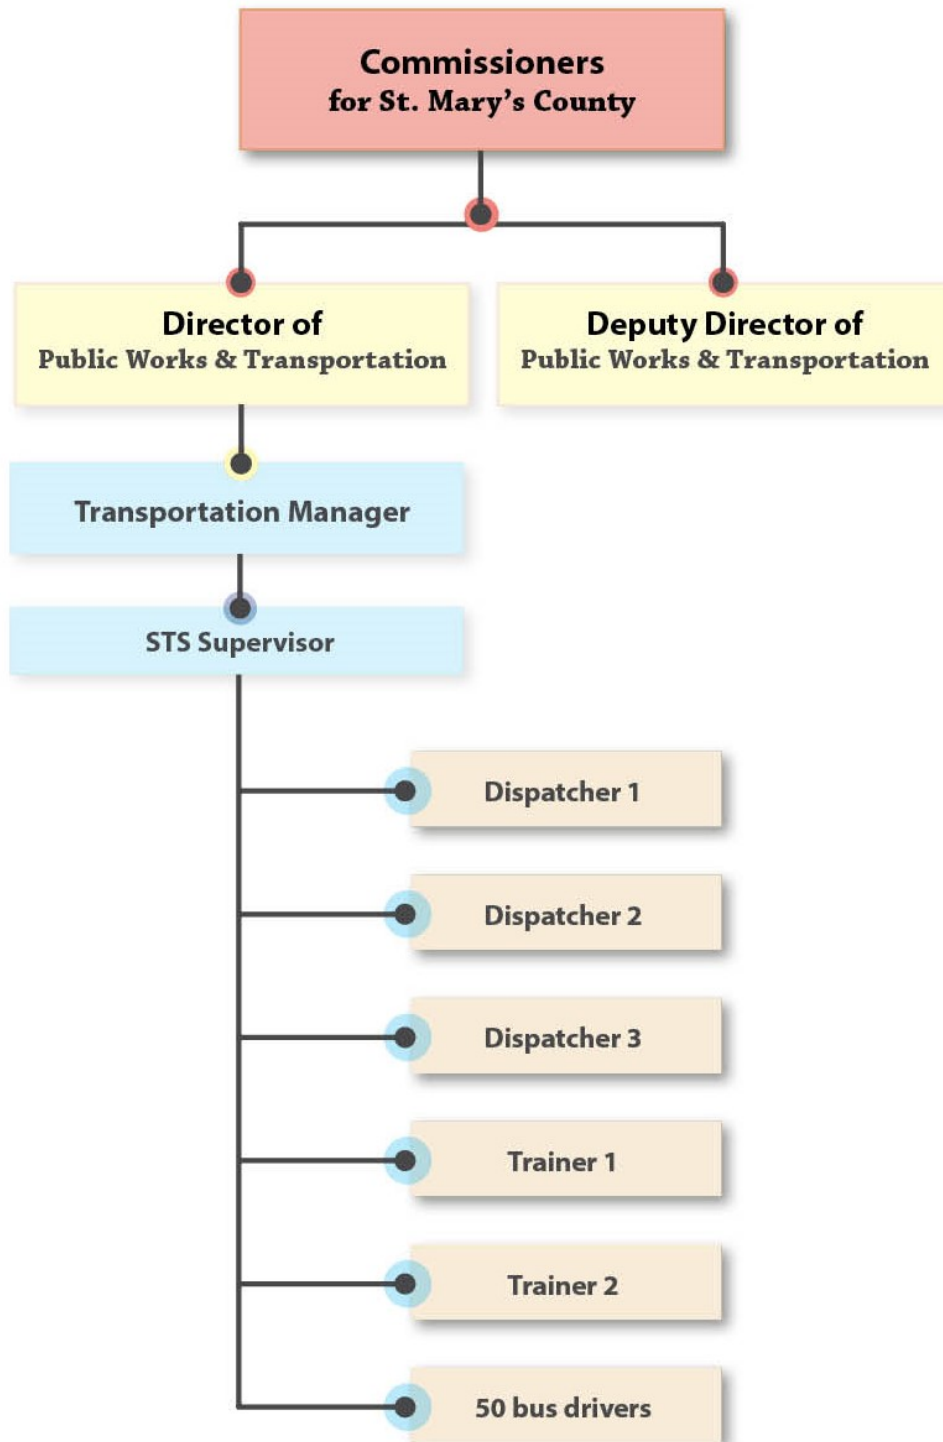 Commissioners
for St. Mary’s County
Director of
Public Works & Transportation
Deputy Director of
Public Works & Transportation
Transportation Manager
STS Supervisor
Dispatcher 1
Dispatcher 2
Dispatcher 3
Trainer 1
Trainer 2
50 bus drivers